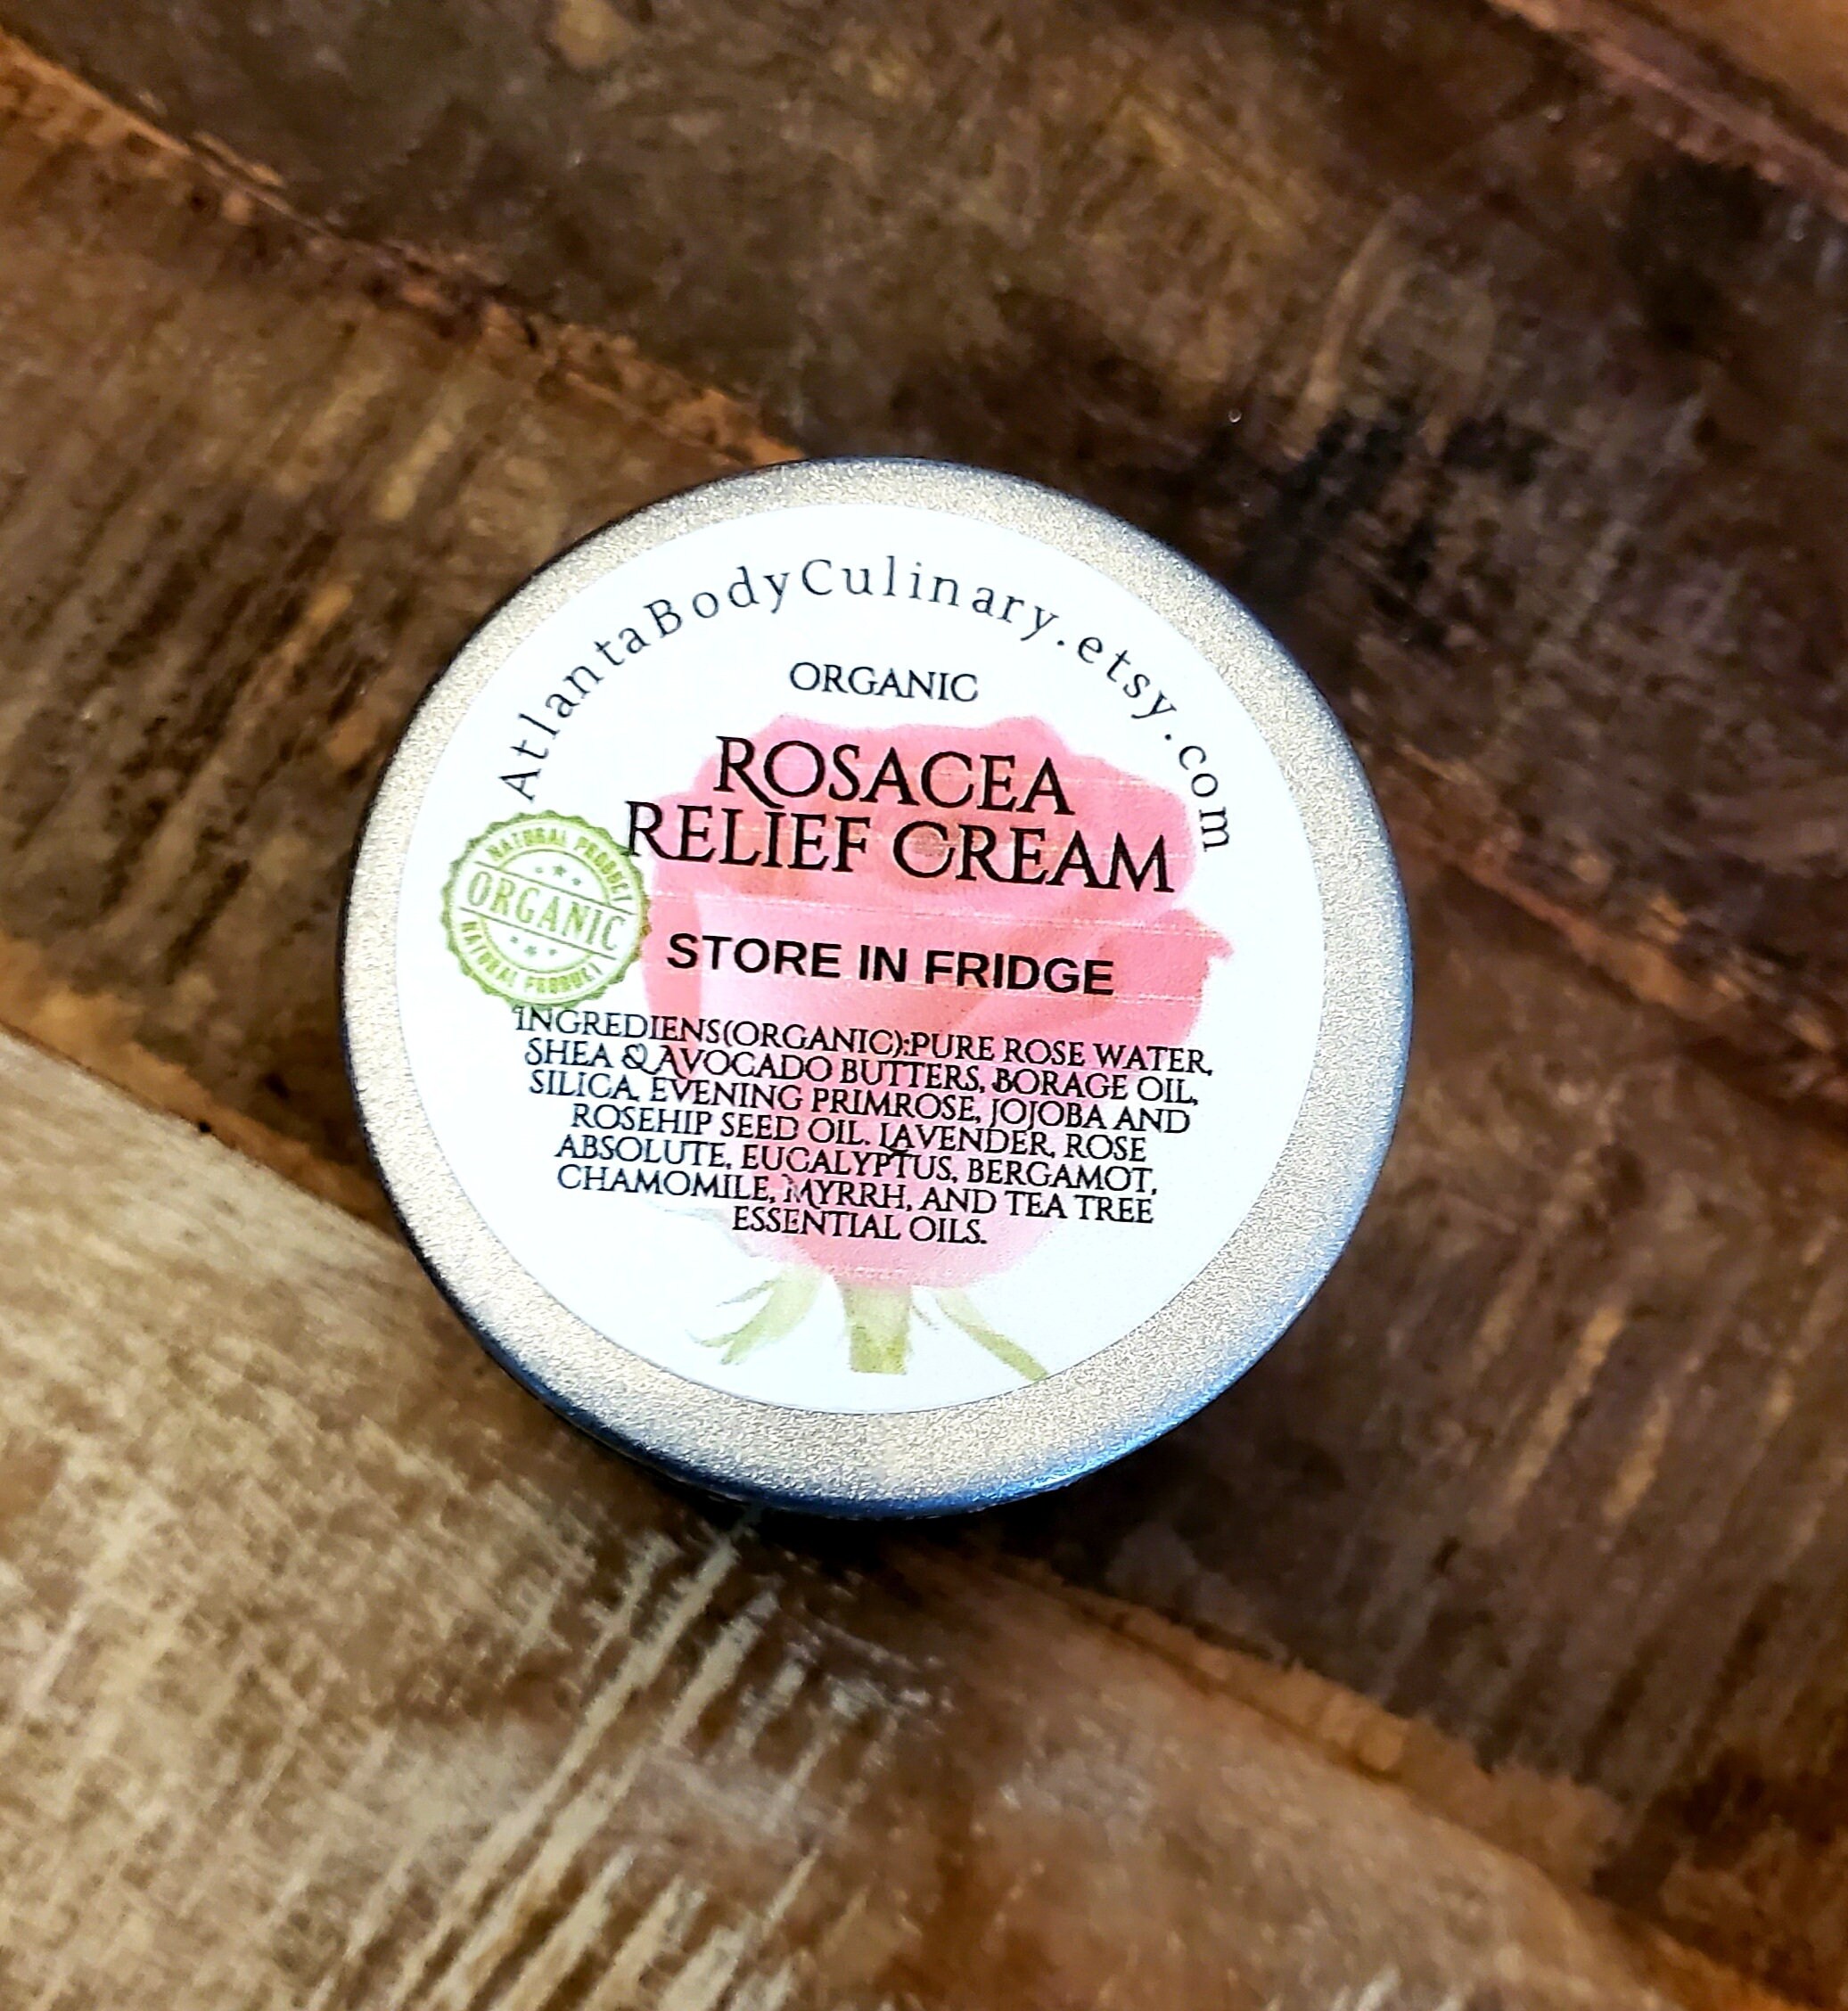 AtlantaBodyCulinary.etsy.com
ORGANIC
ROSACEA
RELIEF CREAM
NATURAL PRODUCT
ORGANIC
NATURAL PRODUCT
STORE IN FRIDGE
INGREDIENS(ORGANIC):PURE ROSE WATER,
SHEA & AVOCADO BUTTERS, BORAGE OIL,
SILICA, EVENING PRIMROSE, JOJOBA AND
ROSEHIP SEED OIL. LAVENDER, ROSE
ABSOLUTE, EUCALYPTUS, BERGAMOT,
CHAMOMILE, MYRRH, AND TEA TREE
ESSENTIAL OILS.